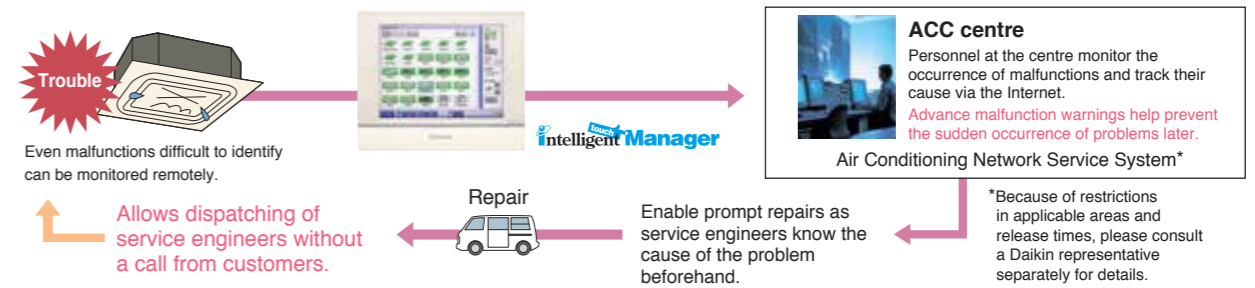 Trouble
Even malfunctions difficult to identify
can be monitored remotely.
intelligent touch Manager
ACC centre
Personnel at the centre monitor the
occurrence of malfunctions and track their
cause via the Internet.
Advance malfunction warnings help prevent
the sudden occurrence of problems later.
Air Conditioning Network Service System*
*Because of restrictions
in applicable areas and
release times, please consult
a Daikin representative
separately for details.
Enable prompt repairs as
service engineers know the
cause of the problem
beforehand.
Repair
Allows dispatching of
service engineers without
a call from customers.